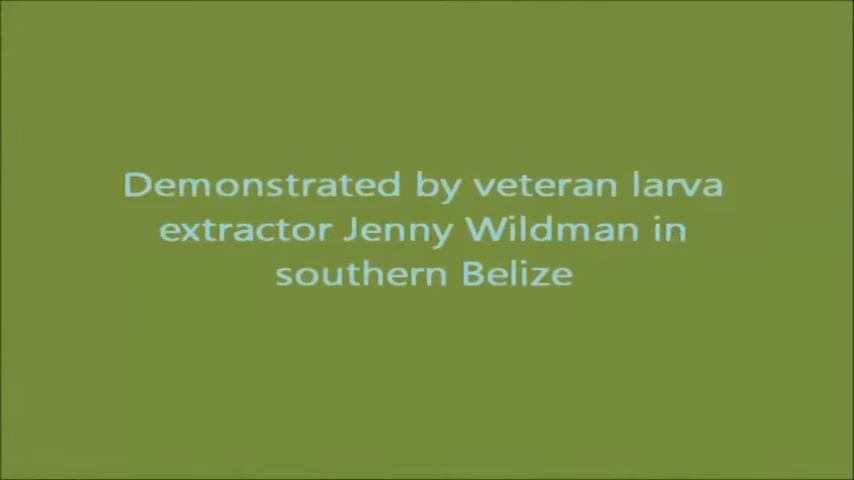 Demonstrated by veteran larva
extractor Jenny Wildman in
southern Belize